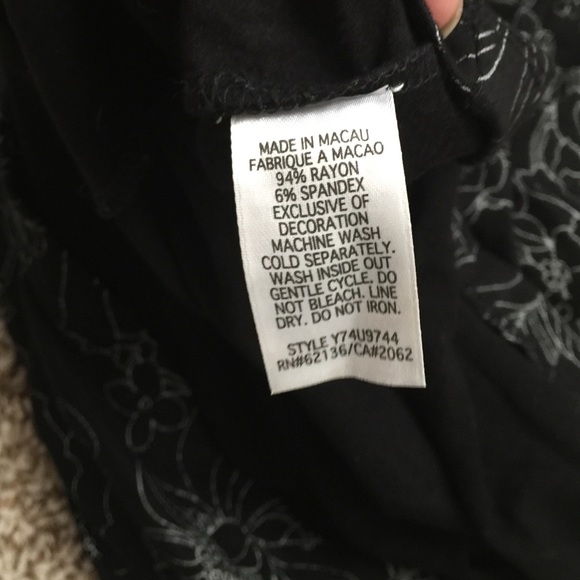 MADE IN MACAU
FABRIQUE A MACAO
94% RAYON
6% SPANDEX
EXCLUSIVE OF
DECORATION
MACHINE WASH
COLD SEPARATELY.
WASH INSIDE OUT
GENTLE CYCLE. DO
NOT BLEACH. LINE
DRY. DO NOT IRON.
STYLE Y74U9744
RN#62136/CA#2062